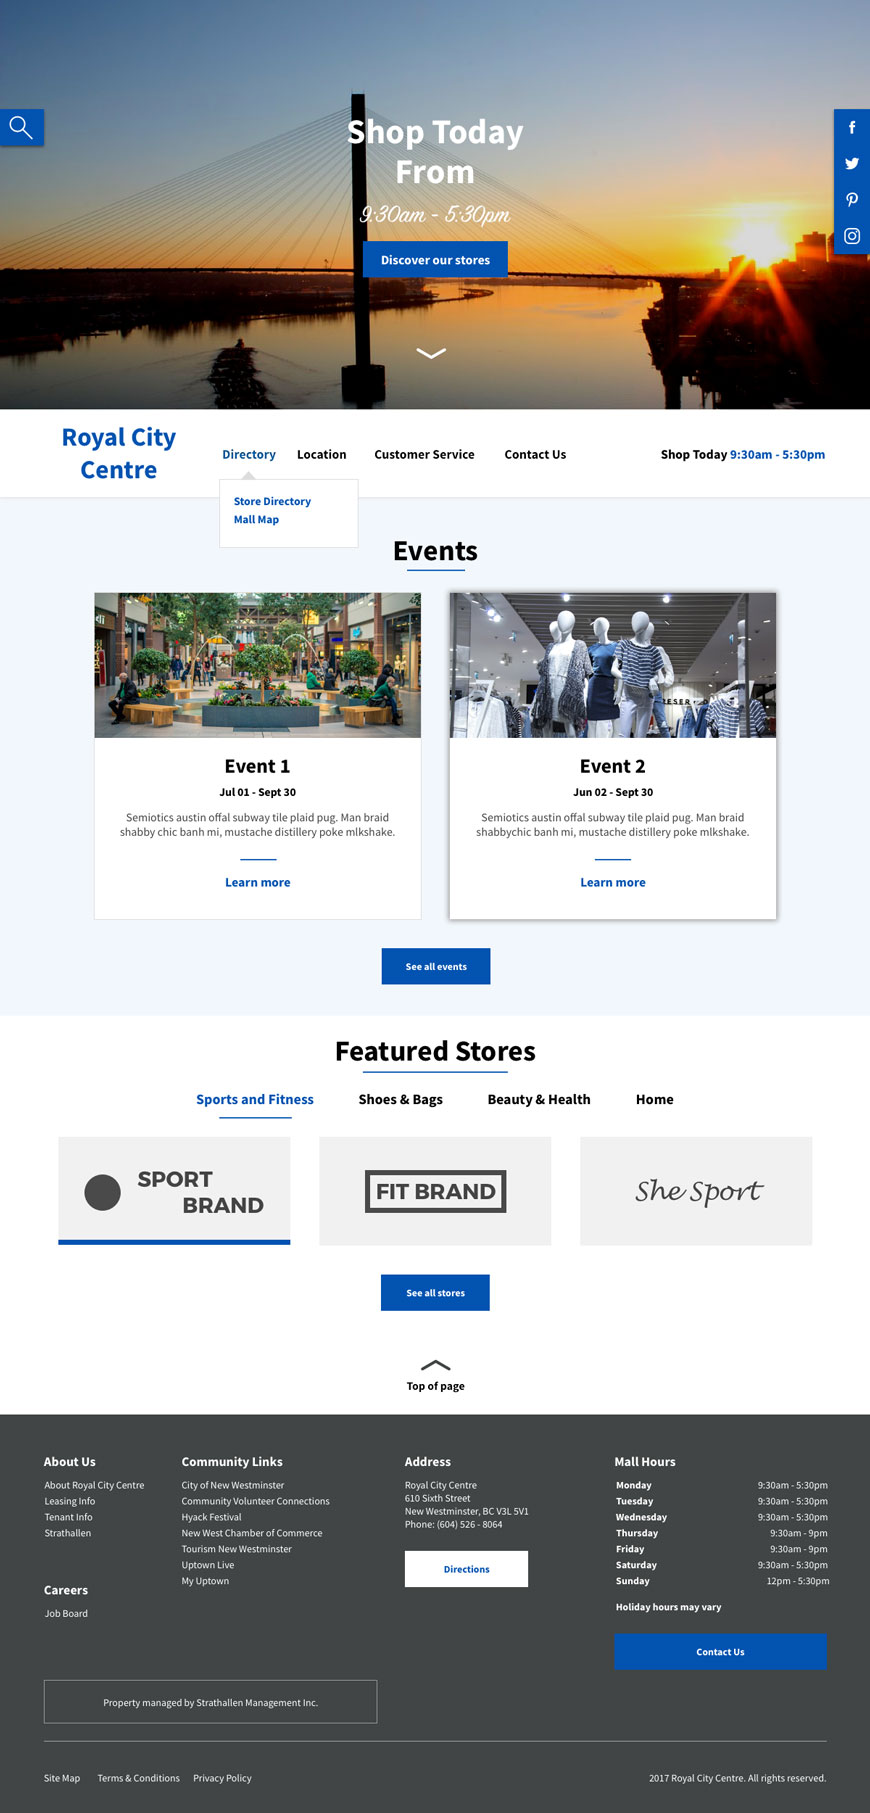 Shop Today
From
9:30am - 5:30pm
Discover our stores
Royal City
Centre
Directory
Location
Customer Service
Contact Us
Shop Today 9:30am - 5:30pm
Store Directory
Mall Map
Events
RESER
Event 1
Jul 01 - Sept 30
Semiotics austin offal subway tile plaid pug. Man braid
shabby chic banh mi, mustache distillery poke mlkshake.
Learn more
Event 2
Jun 02 - Sept 30
Semiotics austin offal subway tile plaid pug. Man braid
shabbychic banh mi, mustache distillery poke mlkshake.
Learn more
See all events
Featured Stores
Sports and Fitness
Shoes & Bags
Beauty & Health
Home
SPORT
BRAND
FIT BRAND
She Sport
See all stores
Top of page
About Us
About Royal City Centre
Leasing Info
Tenant Info
Strathallen
Careers
Job Board
Community Links
City of New Westminster
Community Volunteer Connections
Hyack Festival
New West Chamber of Commerce
Tourism New Westminster
Uptown Live
My Uptown
Address
Royal City Centre
610 Sixth Street
New Westminster, BC V3L 5V1
Phone: (604) 526 - 8064
Directions
Mall Hours
Monday 9:30am - 5:30pm
Tuesday 9:30am - 5:30pm
Wednesday 9:30am - 5:30pm
Thursday 9:30am - 9pm
Friday 9:30am - 9pm
Saturday 9:30am - 5:30pm
Sunday 12pm - 5:30pm
Holiday hours may vary
Contact Us
Property managed by Strathallen Management Inc.
Site Map
Terms & Conditions
Privacy Policy
2017 Royal City Centre. All rights reserved.